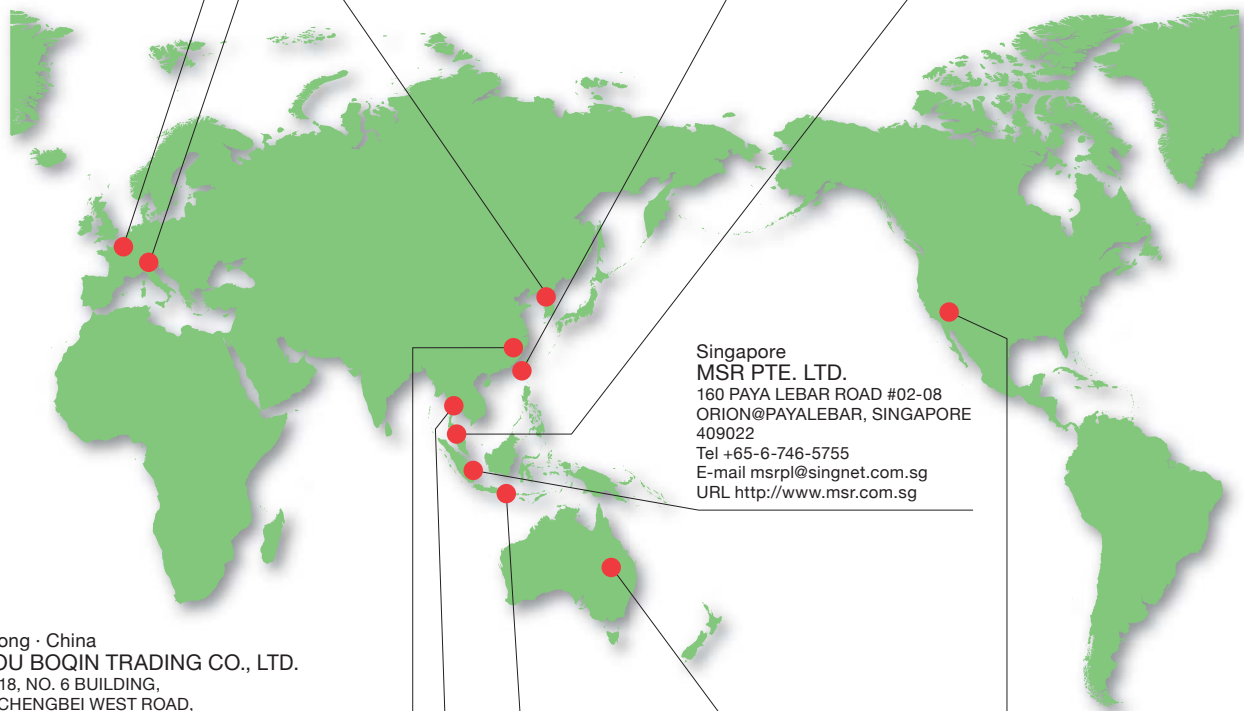 Singapore
MSR PTE. LTD.
160 PAYA LEBAR ROAD #02-08
ORION@PAYALEBAR, SINGAPORE
409022
Tel +65-6-746-5755
E-mail msrpl@singnet.com.sg
URL http://www.msr.com.sg
ong · China
OU BOQIN TRADING CO., LTD.
18, NO. 6 BUILDING,
CHENGBEI WEST ROAD,